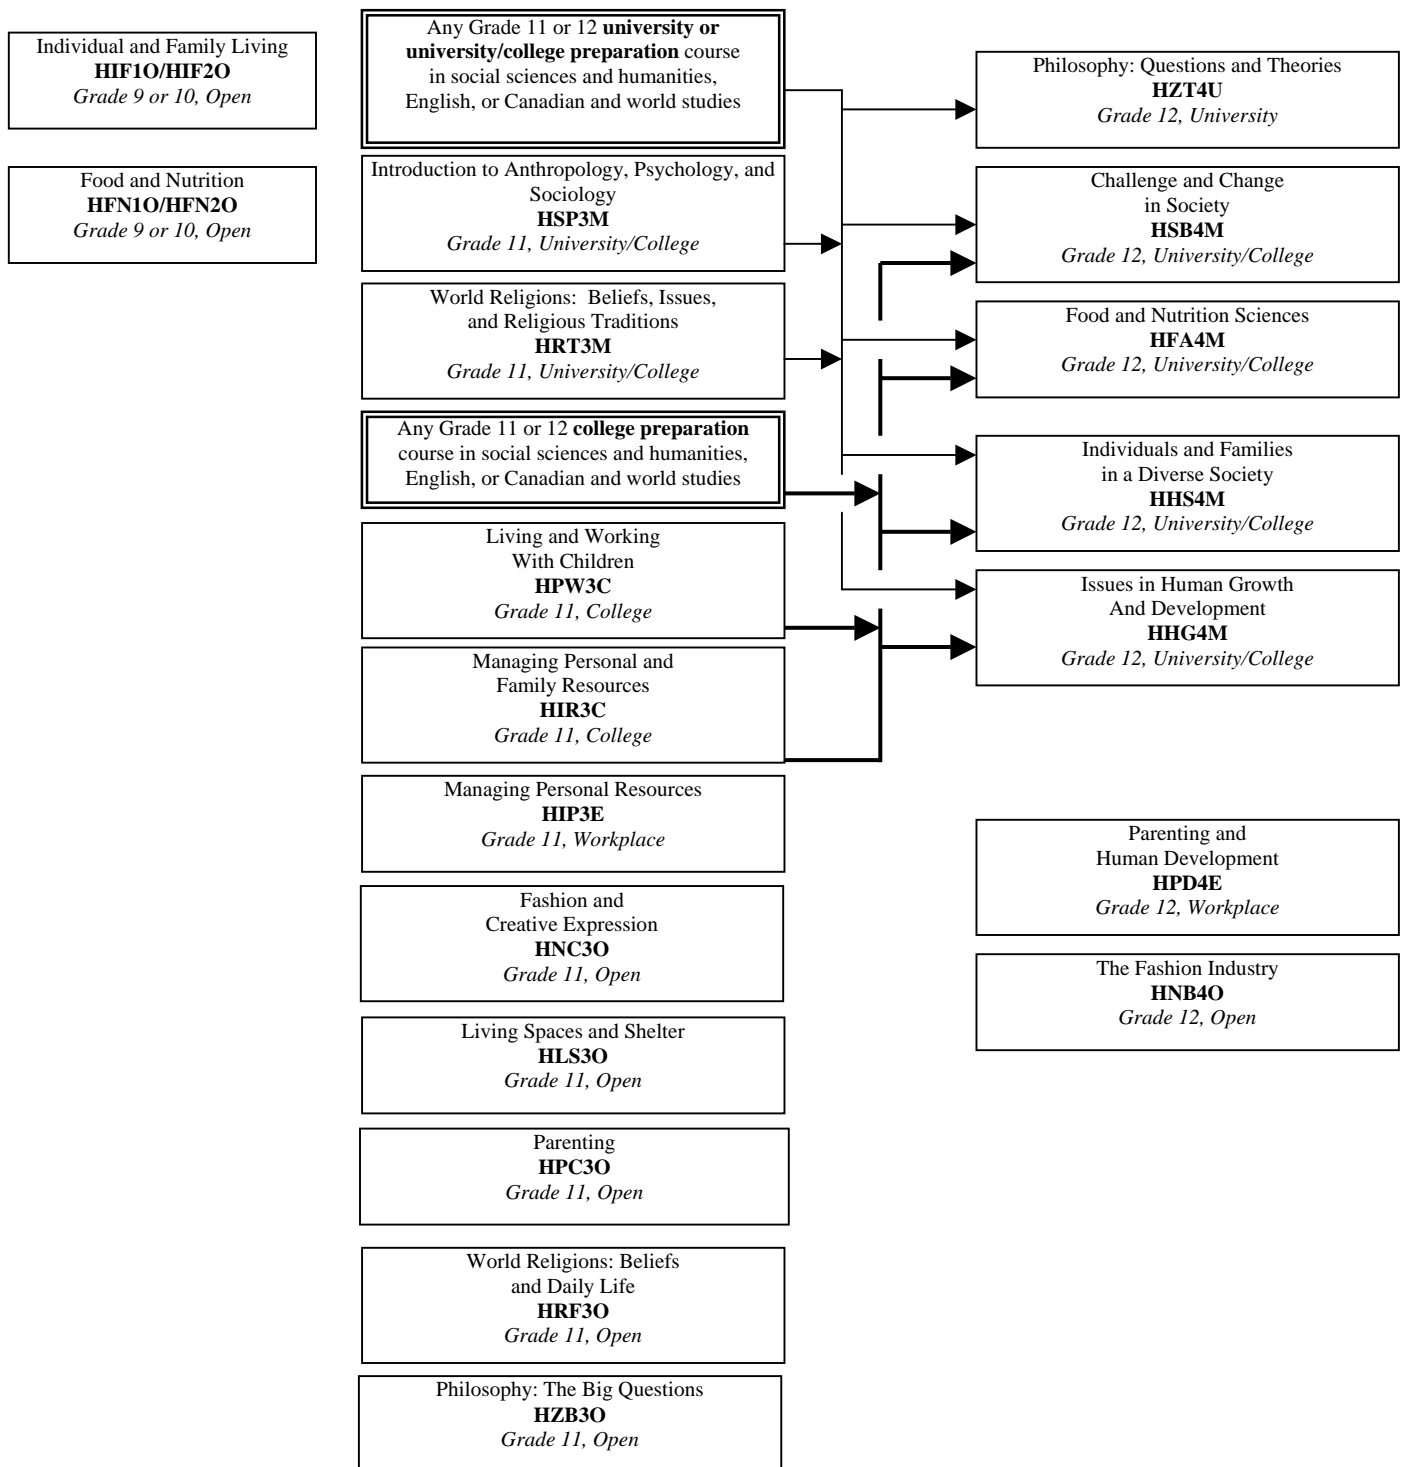 Individual and Family Living
HIF1O/HIF2O
Grade 9 or 10, Open
Food and Nutrition
HFN1O/HFN2O
Grade 9 or 10, Open
Any Grade 11 or 12 university or
university/college preparation course
in social sciences and humanities,
English, or Canadian and world studies
Introduction to Anthropology, Psychology, and
Sociology
HSP3M
Grade 11, University/College
World Religions:  Beliefs, Issues,
and Religious Traditions
HRT3M
Grade 11, University/College
Any Grade 11 or 12 college preparation
course in social sciences and humanities,
English, or Canadian and world studies
Living and Working
With Children
HPW3C
Grade 11, College
Managing Personal and
Family Resources
HIR3C
Grade 11, College
Managing Personal Resources
HIP3E
Grade 11, Workplace
Fashion and
Creative Expression
HNC3O
Grade 11, Open
Living Spaces and Shelter
HLS3O
Grade 11, Open
Parenting
HPC3O
Grade 11, Open
World Religions: Beliefs
and Daily Life
HRF3O
Grade 11, Open
Philosophy: The Big Questions
HZB3O
Grade 11, Open
Philosophy: Questions and Theories
HZT4U
Grade 12, University
Challenge and Change
in Society
HSB4M
Grade 12, University/College
Food and Nutrition Sciences
HFA4M
Grade 12, University/College
Individuals and Families
in a Diverse Society
HHS4M
Grade 12, University/College
Issues in Human Growth
And Development
HHG4M
Grade 12, University/College
Parenting and
Human Development
HPD4E
Grade 12, Workplace
The Fashion Industry
HNB4O
Grade 12, Open